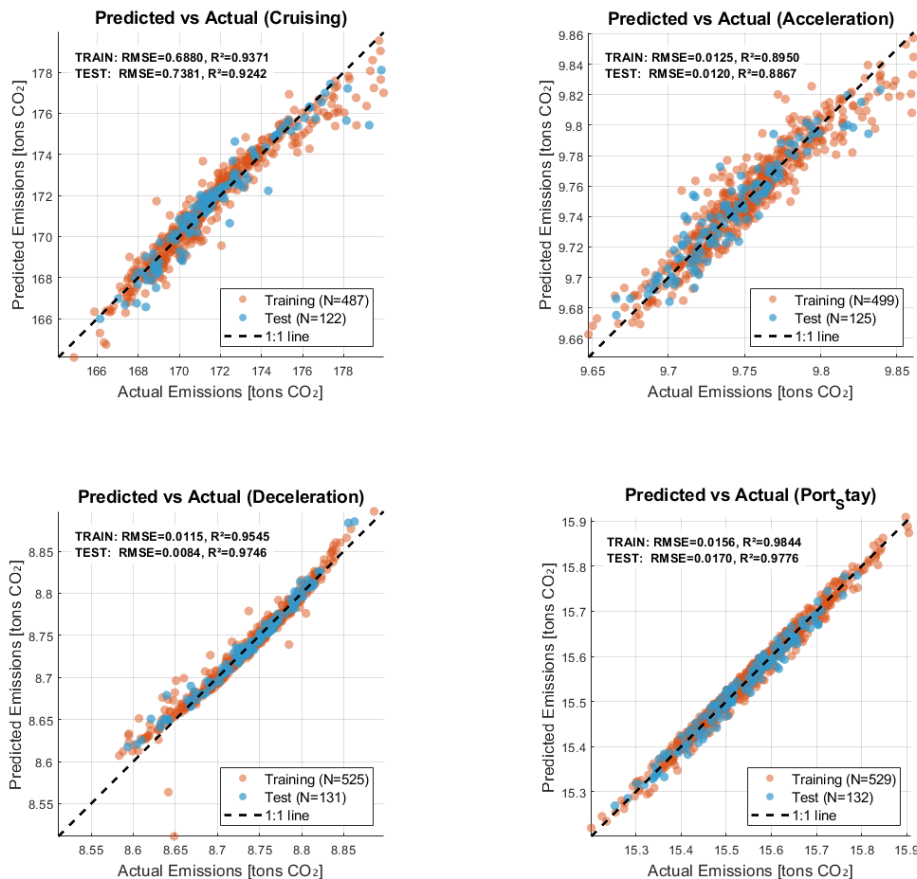 Predicted vs Actual (Cruising)
TRAIN: RMSE=0.6880, R²=0.9371
TEST: RMSE=0.7381, R²=0.9242
Predicted Emissions [tons CO₂]
178
176
174
172
170
168
166
Training (N=487)
Test (N=122)
1:1 line
166 168 170 172 174 176 178
Actual Emissions [tons CO₂]
Predicted vs Actual (Acceleration)
TRAIN: RMSE=0.0125, R²=0.8950
TEST: RMSE=0.0120, R²=0.8867
Predicted Emissions [tons CO₂]
9.86
9.84
9.82
9.8
9.78
9.76
9.74
9.72
9.7
9.68
9.66
Training (N=499)
Test (N=125)
1:1 line
9.65 9.7 9.75 9.8 9.85
Actual Emissions [tons CO₂]
Predicted vs Actual (Deceleration)
TRAIN: RMSE=0.0115, R²=0.9545
TEST: RMSE=0.0084, R²=0.9746
Predicted Emissions [tons CO₂]
8.85
8.8
8.75
8.7
8.65
8.6
8.55
Training (N=525)
Test (N=131)
1:1 line
8.55 8.6 8.65 8.7 8.75 8.8 8.85
Actual Emissions [tons CO₂]
Predicted vs Actual (Port_Stay)
TRAIN: RMSE=0.0156, R²=0.9844
TEST: RMSE=0.0170, R²=0.9776
Predicted Emissions [tons CO₂]
15.9
15.8
15.7
15.6
15.5
15.4
15.3
Training (N=529)
Test (N=132)
1:1 line
15.3 15.4 15.5 15.6 15.7 15.8 15.9
Actual Emissions [tons CO₂]